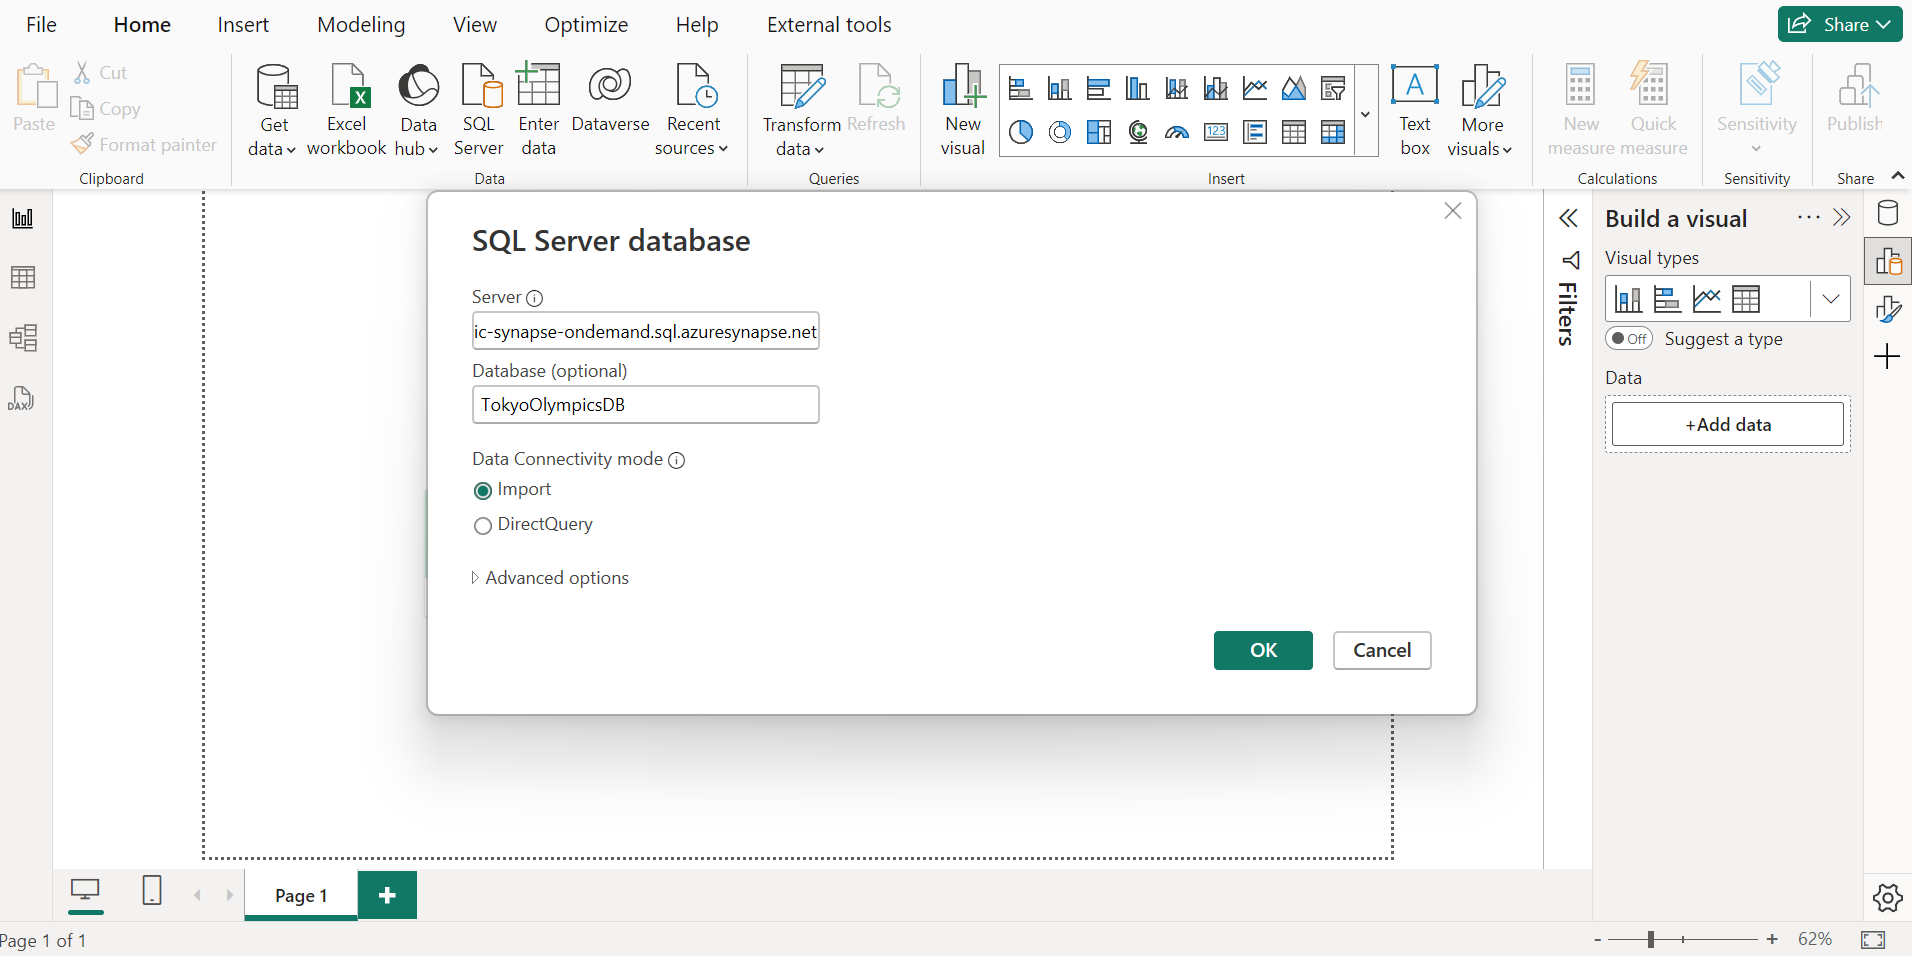 File Home Insert Modeling View Optimize Help External tools Share
Paste
Cut
Copy
Format painter
Clipboard
Get data
Excel workbook
Data hub
SQL Server
Enter data
Dataverse
Recent sources
Data
Transform data
Refresh
Queries
New visual
123
Text box
More visuals
Insert
New measure
Quick measure
Calculations
Sensitivity
Sensitivity
Publish
Share
DAX
SQL Server database
Server
ic-synapse-ondemand.sql.azuresynapse.net
Database (optional)
TokyoOlympicsDB
Data Connectivity mode
Import
DirectQuery
Advanced options
OK Cancel
Filters
Build a visual
Visual types
Off Suggest a type
Data
+Add data
Page 1
Page 1 of 1
62%